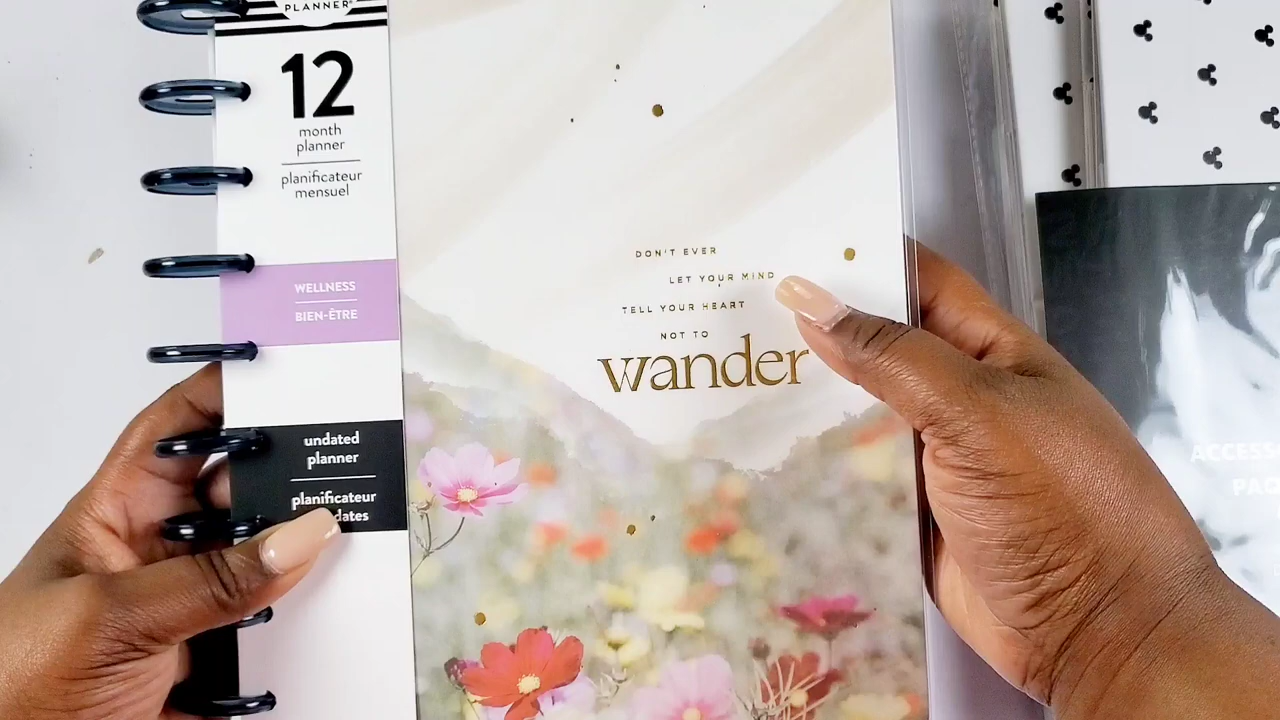 PLANNER
12
month
planner
planificateur
mensuel
WELLNESS
BIEN-ÊTRE
undated
planner
planificateur
DON'T EVER
LET YOUR MIND
TELL YOUR HEART
NOT TO
wander